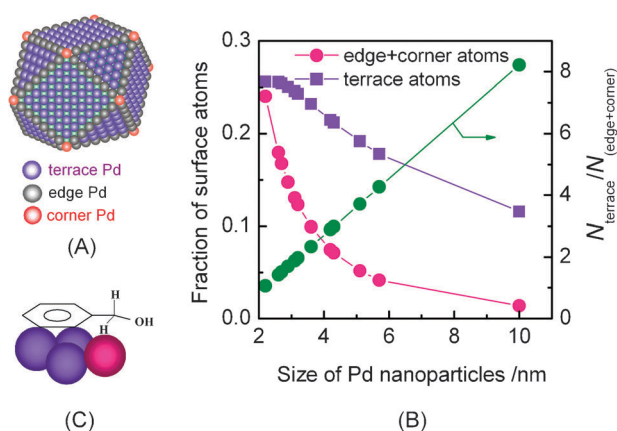 terrace Pd
edge Pd
corner Pd
(A)
H
H
OH
(C)
0.3
0.2
0.1
0.0
Fraction of surface atoms
edge+corner atoms
terrace atoms
8
6
4
2
0
N terrace/N (edge+corner)
2 4 6 8 10
Size of Pd nanoparticles /nm
(B)